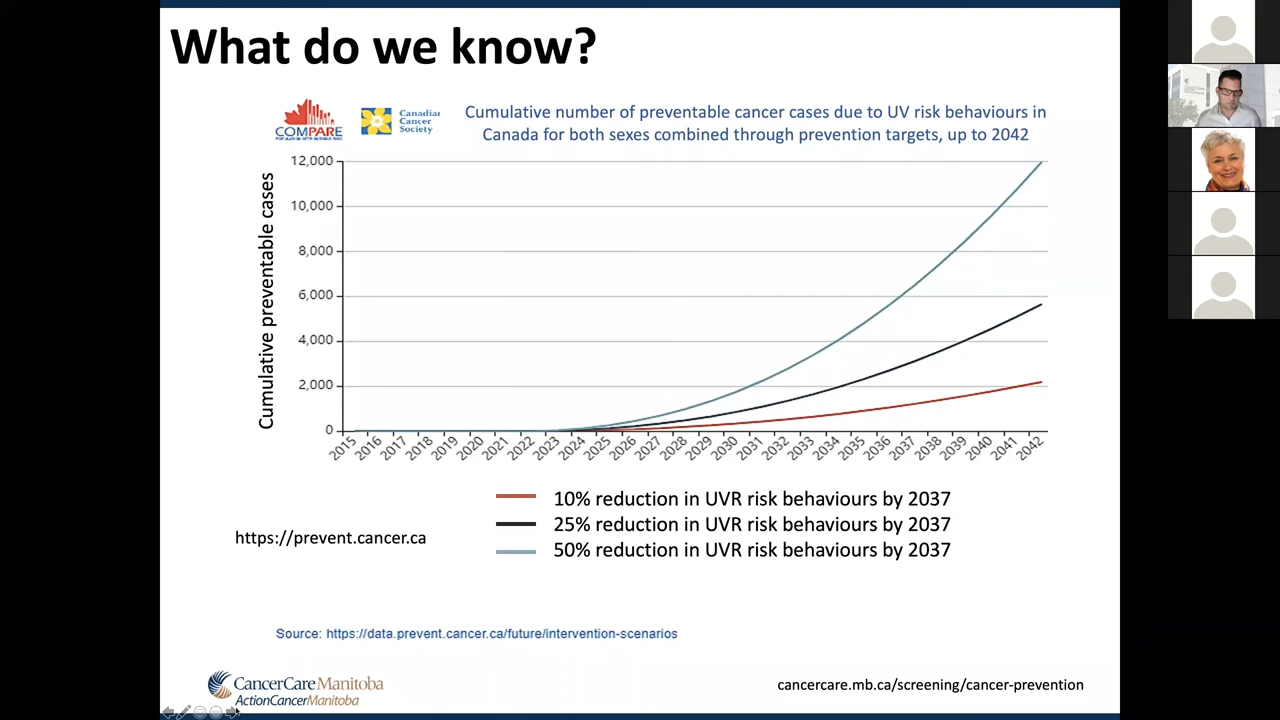 What do we know?
COMPARE
Canadian
Cancer
Society
Cumulative number of preventable cancer cases due to UV risk behaviours in
Canada for both sexes combined through prevention targets, up to 2042
Cumulative preventable cases
12,000
10,000
8,000
6,000
4,000
2,000
0
2015 2016 2017 2018 2019 2020 2021 2022 2023 2024 2025 2026 2027 2028 2029 2030 2031 2032 2033 2034 2035 2036 2037 2038 2039 2040 2041 2042
10% reduction in UVR risk behaviours by 2037
25% reduction in UVR risk behaviours by 2037
50% reduction in UVR risk behaviours by 2037
https://prevent.cancer.ca
Source: https://data.prevent.cancer.ca/future/intervention-scenarios
CancerCare Manitoba
ActionCancerManitoba
cancercare.mb.ca/screening/cancer-prevention